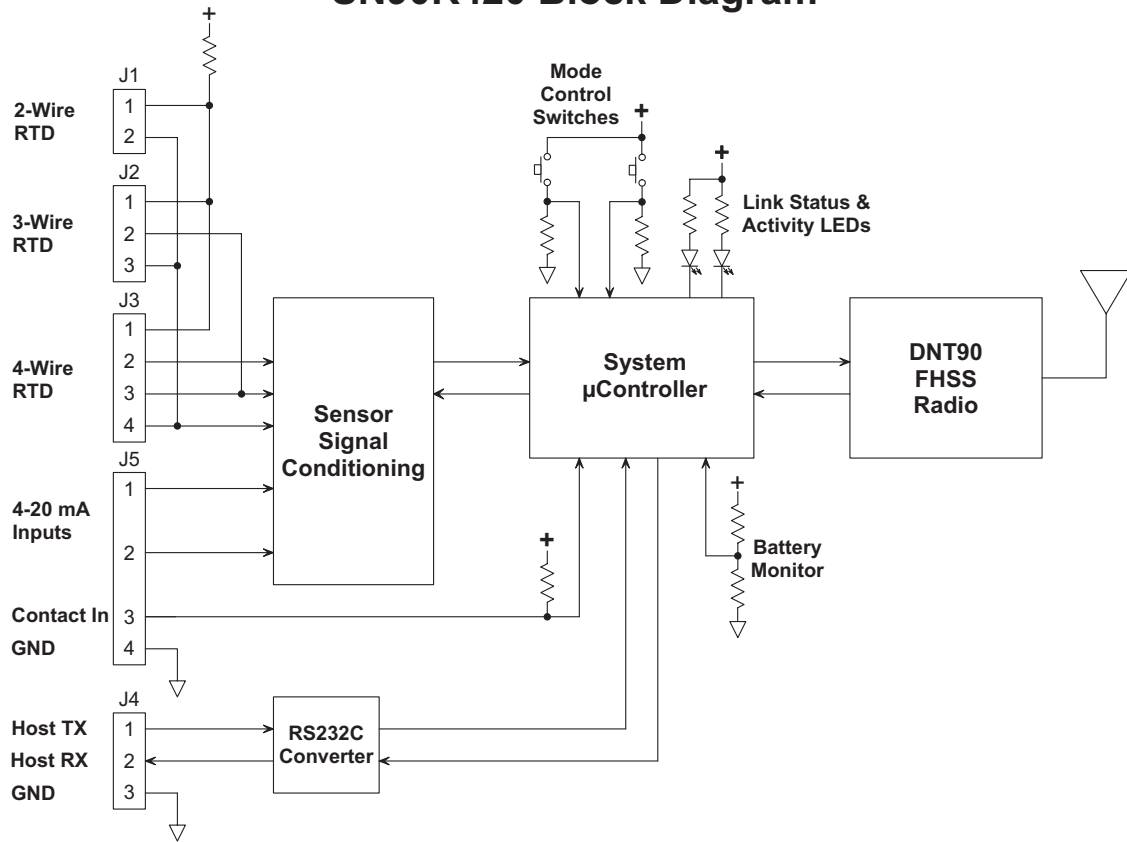 J1
2-Wire
RTD
1
2
J2
3-Wire
RTD
1
2
3
J3
4-Wire
RTD
1
2
3
4
J5
4-20 mA
Inputs
1
2
Contact In
3
GND
4
J4
Host TX
1
Host RX
2
GND
3
Mode
Control
Switches
Link Status &
Activity LEDs
Sensor
Signal
Conditioning
System
µController
DNT90
FHSS
Radio
Battery
Monitor
RS232C
Converter